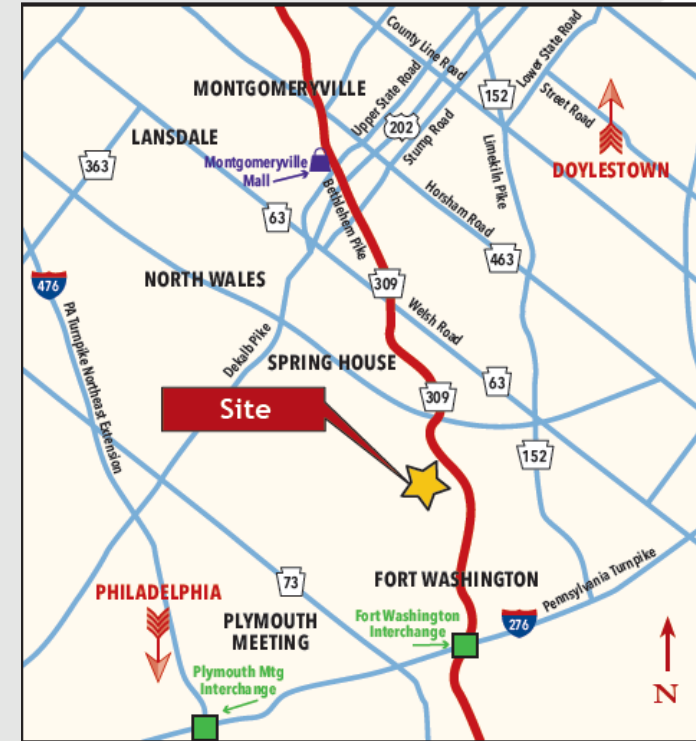 County Line Road
Lower State Road
MONTGOMERYVILLE
152
Upper State Road
Street Road
202
LANSDALE
Stump Road
Limekiln Pike
363
Montgomeryville
Mall
DOYLESTOWN
Bethlehem Pike
Horsham Road
63
463
NORTH WALES
476
309
Welsh Road
PA Turnpike Northeast Extension
Dekalb Pike
SPRING HOUSE
63
309
Site
152
73
FORT WASHINGTON
Pennsylvania Turnpike
PHILADELPHIA
PLYMOUTH
MEETING
Fort Washington
Interchange
276
Plymouth Mtg
Interchange
N